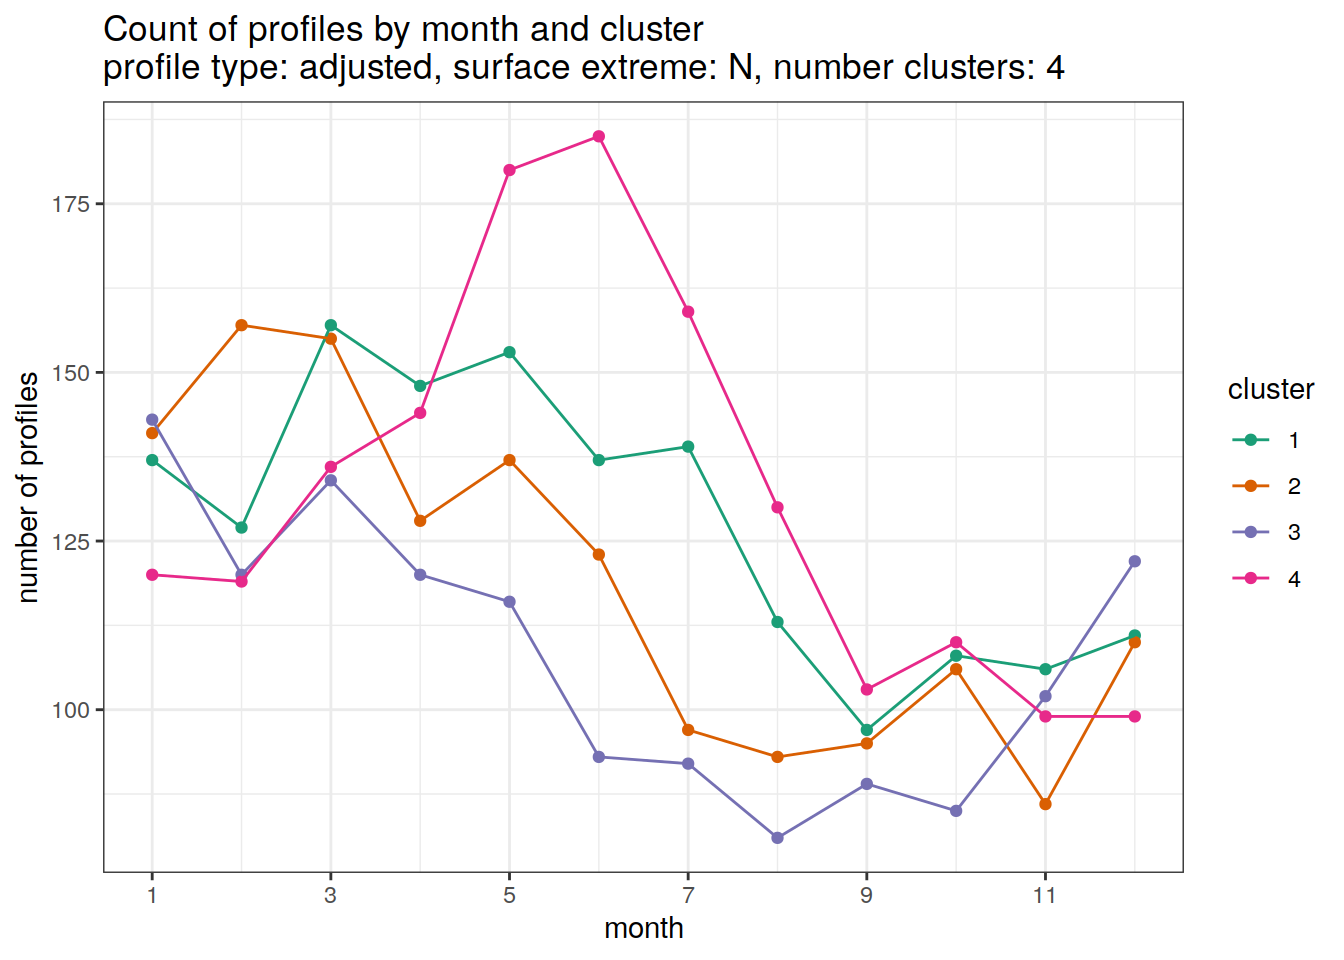 Count of profiles by month and cluster
profile type: adjusted, surface extreme: N, number clusters: 4
number of profiles
175
150
125
100
1 3 5 7 9 11
month
cluster
1
2
3
4